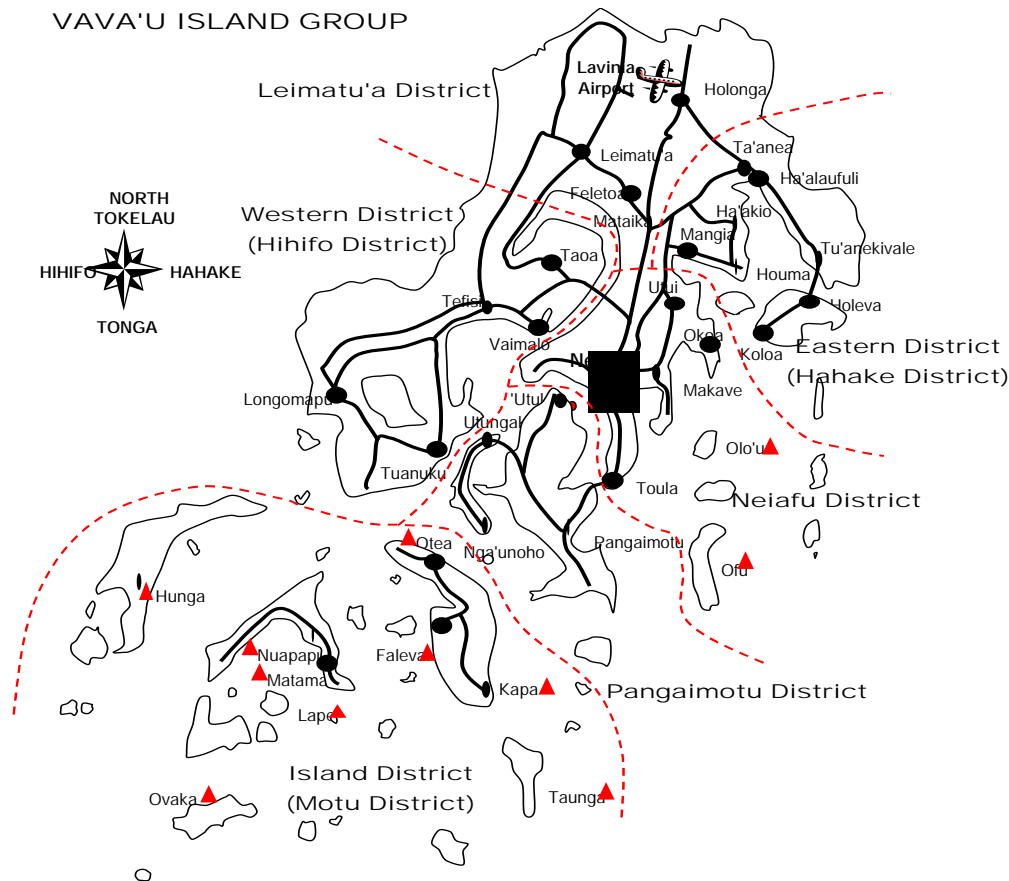 VAVA'U ISLAND GROUP
Lavinia
Airport
Holonga
Leimatu'a District
Ta'anea
Leimatu'a
Ha'alaufuli
Feletoa
NORTH
TOKELAU
Western District
(Hihifo District)
Mataika
Ha'akio
Mangia
Taoa
Tu'anekivale
HIHIFO
HAHAKE
Houma
Utui
Tefisi
Holeva
TONGA
Okoa
Vaimalo
Koloa
Eastern District
(Hahake District)
Ne
Makave
Longomapu
'Utul
Utungal
Olo'u
Tuanuku
Toula
Neiafu District
Otea
Nga'unoho
Pangaimotu
Ofu
Hunga
Nuapapu
Faleva
Matama
Kapa
Pangaimotu District
Lape
Island District
(Motu District)
Ovaka
Taunga